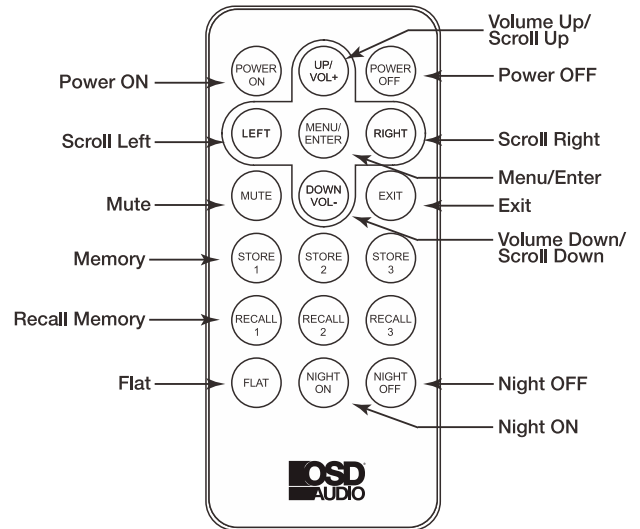 Volume Up/
Scroll Up
Power ON
POWER
ON
UP/
VOL+
POWER
OFF
Power OFF
Scroll Left
LEFT
MENU/
ENTER
RIGHT
Scroll Right
Menu/Enter
Mute
MUTE
DOWN
VOL-
EXIT
Exit
Volume Down/
Scroll Down
Memory
STORE
1
STORE
2
STORE
3
Recall Memory
RECALL
1
RECALL
2
RECALL
3
Flat
FLAT
NIGHT
ON
NIGHT
OFF
Night OFF
Night ON
OSD
AUDIO